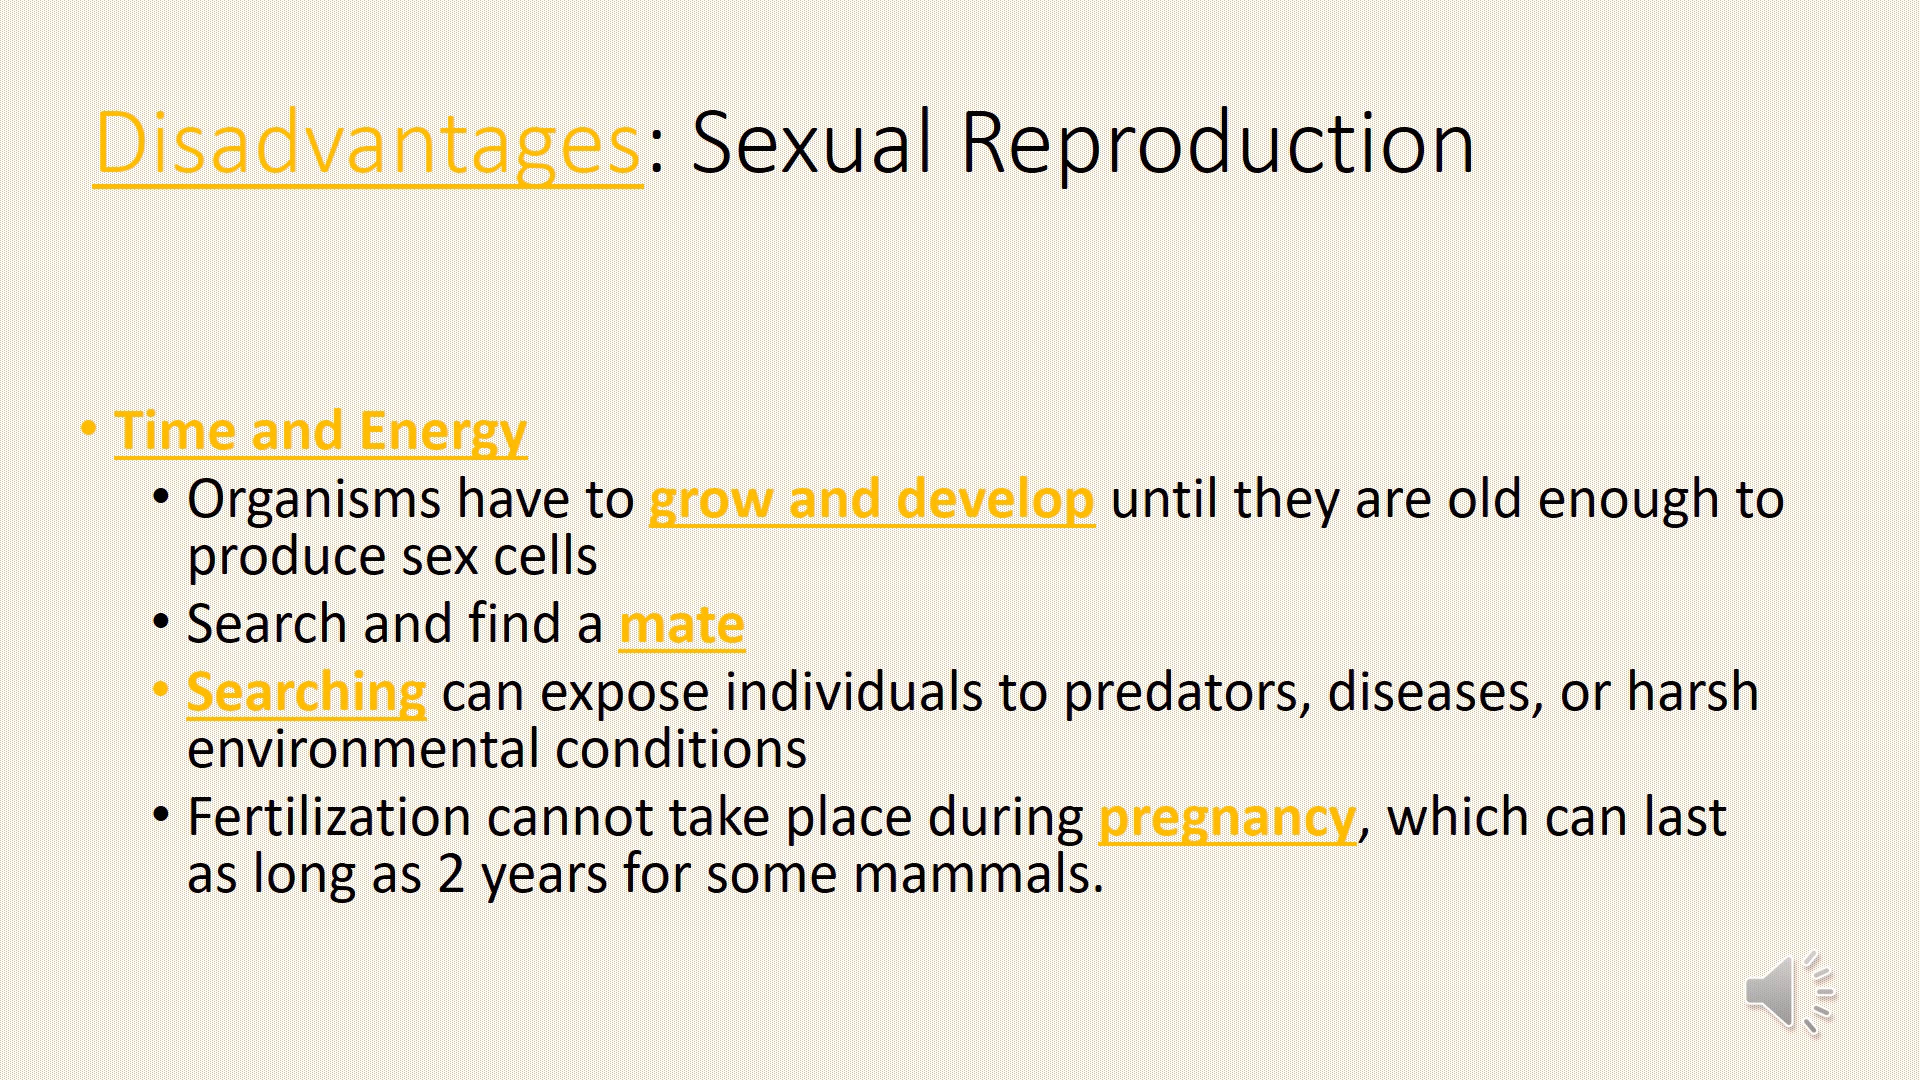 Disadvantages: Sexual Reproduction
• Time and Energy
• Organisms have to grow and develop until they are old enough to
produce sex cells
• Search and find a mate
• Searching can expose individuals to predators, diseases, or harsh
environmental conditions
• Fertilization cannot take place during pregnancy, which can last
as long as 2 years for some mammals.